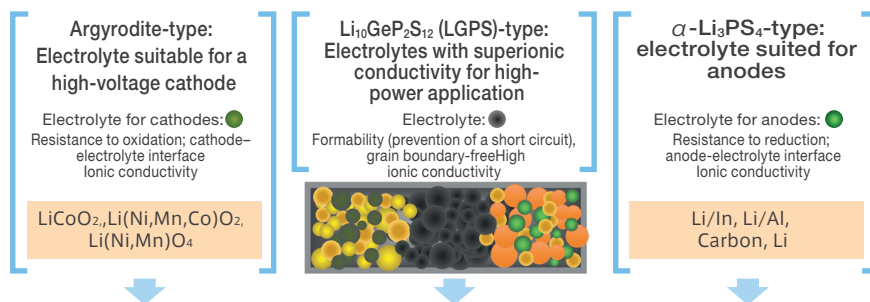 Argyrodite-type:
Electrolyte suitable for a
high-voltage cathode
Electrolyte for cathodes:
Resistance to oxidation; cathode–
electrolyte interface
Ionic conductivity
LiCoO₂,,Li(Ni,Mn,Co)O₂,
Li(Ni,Mn)O₄
Li₁₀GeP₂S₁₂ (LGPS)-type:
Electrolytes with superionic
conductivity for high-
power application
Electrolyte:
Formability (prevention of a short circuit),
grain boundary-freeHigh
ionic conductivity
α-Li₃PS₄-type:
electrolyte suited for
anodes
Electrolyte for anodes:
Resistance to reduction;
anode-electrolyte interface
Ionic conductivity
Li/In, Li/Al,
Carbon, Li